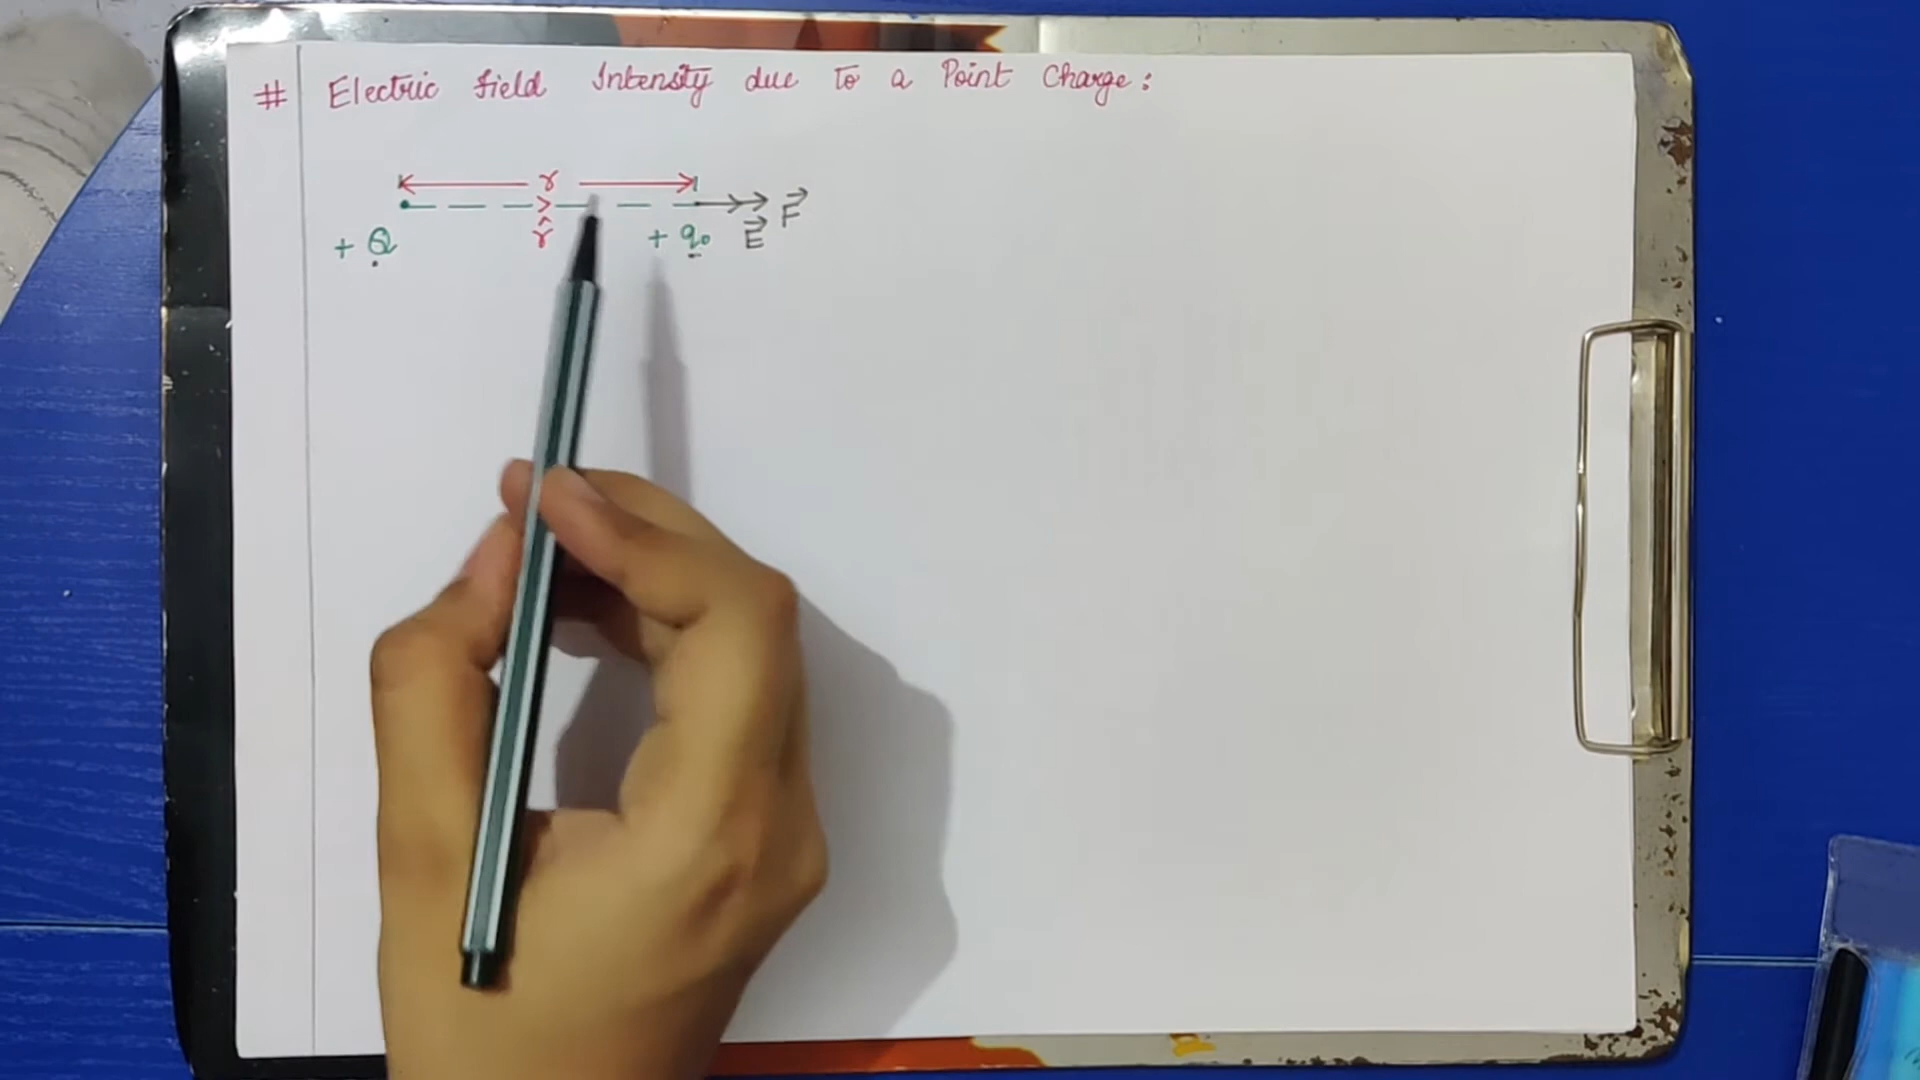 # Electric field Intensity due to a Point Charge:
r
r̂
+ Q
+ q₀
E⃗
F⃗